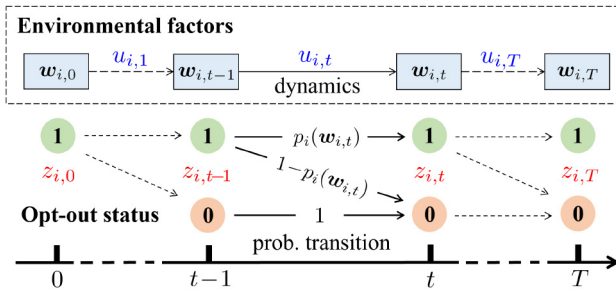 Environmental factors
𝒘_{i,0} u_{i,1} 𝒘_{i,t−1} u_{i,t} 𝒘_{i,t} u_{i,T} 𝒘_{i,T}
dynamics
1 1 p_i(𝒘_{i,t}) 1 1
z_{i,0} z_{i,t−1} 1−p_i(𝒘_{i,t}) z_{i,t} z_{i,T}
Opt-out status 0 1 0 0
prob. transition
0 t−1 t T